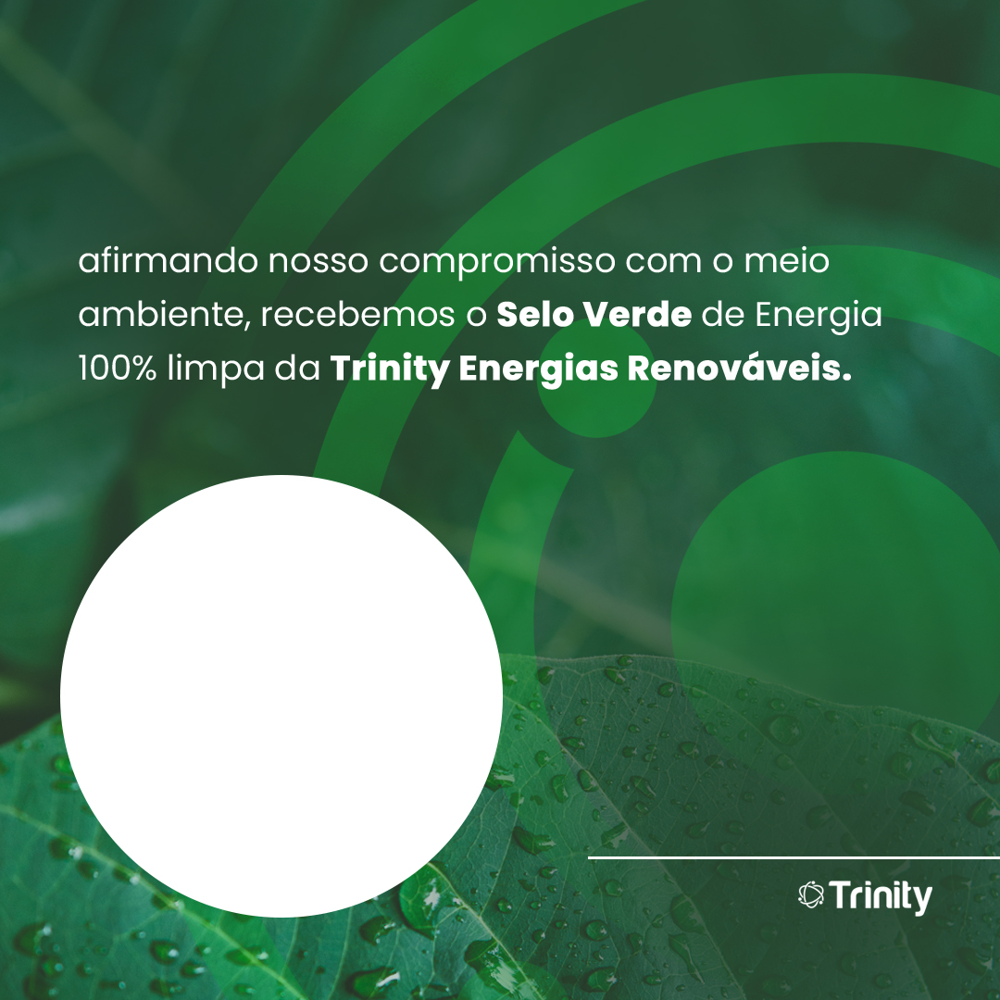 afirmando nosso compromisso com o meio
ambiente, recebemos o Selo Verde de Energia
100% limpa da Trinity Energias Renováveis.
Trinity